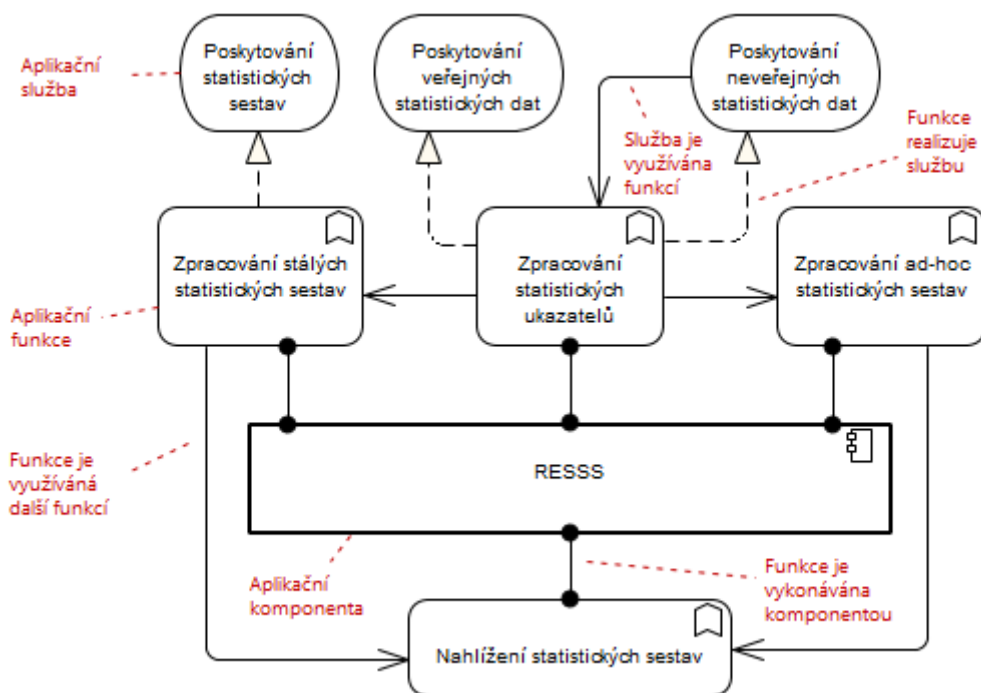 Aplikační
služba
Poskytování
statistických
sestav
Poskytování
veřejných
statistických dat
Poskytování
neveřejných
statistických dat
Služba je
využívána
funkcí
Funkce
realizuje
službu
Zpracování stálých
statistických sestav
Zpracování
statistických
ukazatelů
Zpracování ad-hoc
statistických sestav
Aplikační
funkce
Funkce je
využíváná
další funkcí
RESSS
Aplikační
komponenta
Funkce je
vykonávána
komponentou
Nahlížení statistických sestav